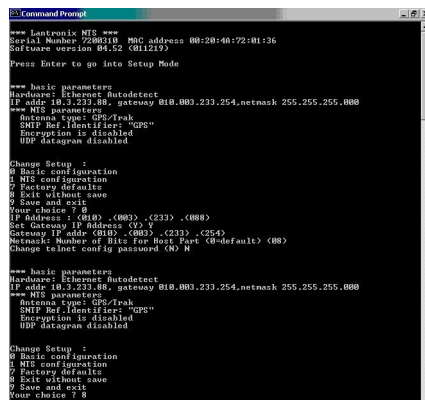 Command Prompt
*** Lantronix NTS ***
Serial Number 7200310  MAC address 00:20:4A:72:01:36
Software version 04.52 (011219)
Press Enter to go into Setup Mode
*** basic parameters
Hardware: Ethernet Autodetect
IP addr 10.3.233.88, gateway 010.003.233.254,netmask 255.255.255.000
*** NTS parameters
Antenna type: GPS/Trak
SNTP Ref.Identifier: "GPS"
Encryption is disabled
UDP datagram disabled
Change Setup  :
0 Basic configuration
1 NTS configuration
7 Factory defaults
8 Exit without save
9 Save and exit
Your choice ? 0
IP Address : (010) .(003) .(233) .(088)
Set Gateway IP Address (Y) Y
Gateway IP addr (010) .(003) .(233) .(254)
Netmask: Number of Bits for Host Part (0=default) (08)
Change telnet config password (N) N
*** basic parameters
Hardware: Ethernet Autodetect
IP addr 10.3.233.88, gateway 010.003.233.254,netmask 255.255.255.000
*** NTS parameters
Antenna type: GPS/Trak
SNTP Ref.Identifier: "GPS"
Encryption is disabled
UDP datagram disabled
Change Setup  :
0 Basic configuration
1 NTS configuration
7 Factory defaults
8 Exit without save
9 Save and exit
Your choice ? 8